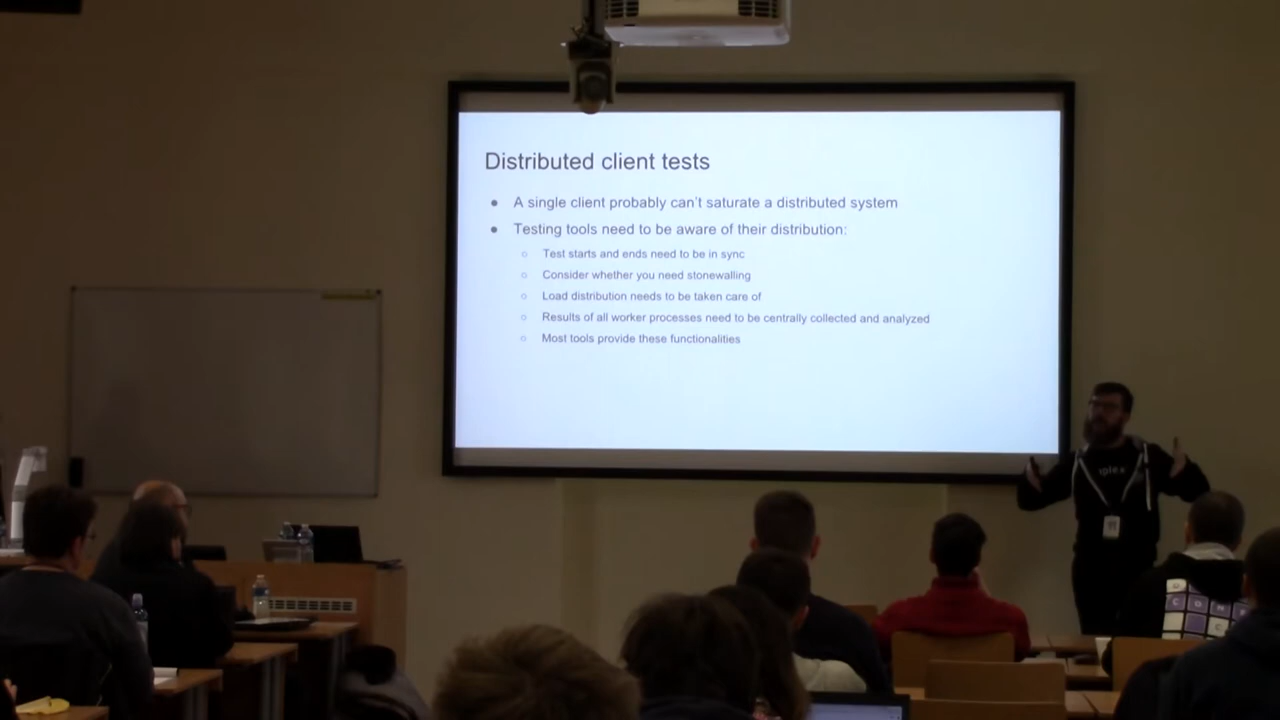 Distributed client tests
● A single client probably can't saturate a distributed system
● Testing tools need to be aware of their distribution:
○ Test starts and ends need to be in sync
○ Consider whether you need stonewalling
○ Load distribution needs to be taken care of
○ Results of all worker processes need to be centrally collected and analyzed
○ Most tools provide these functionalities